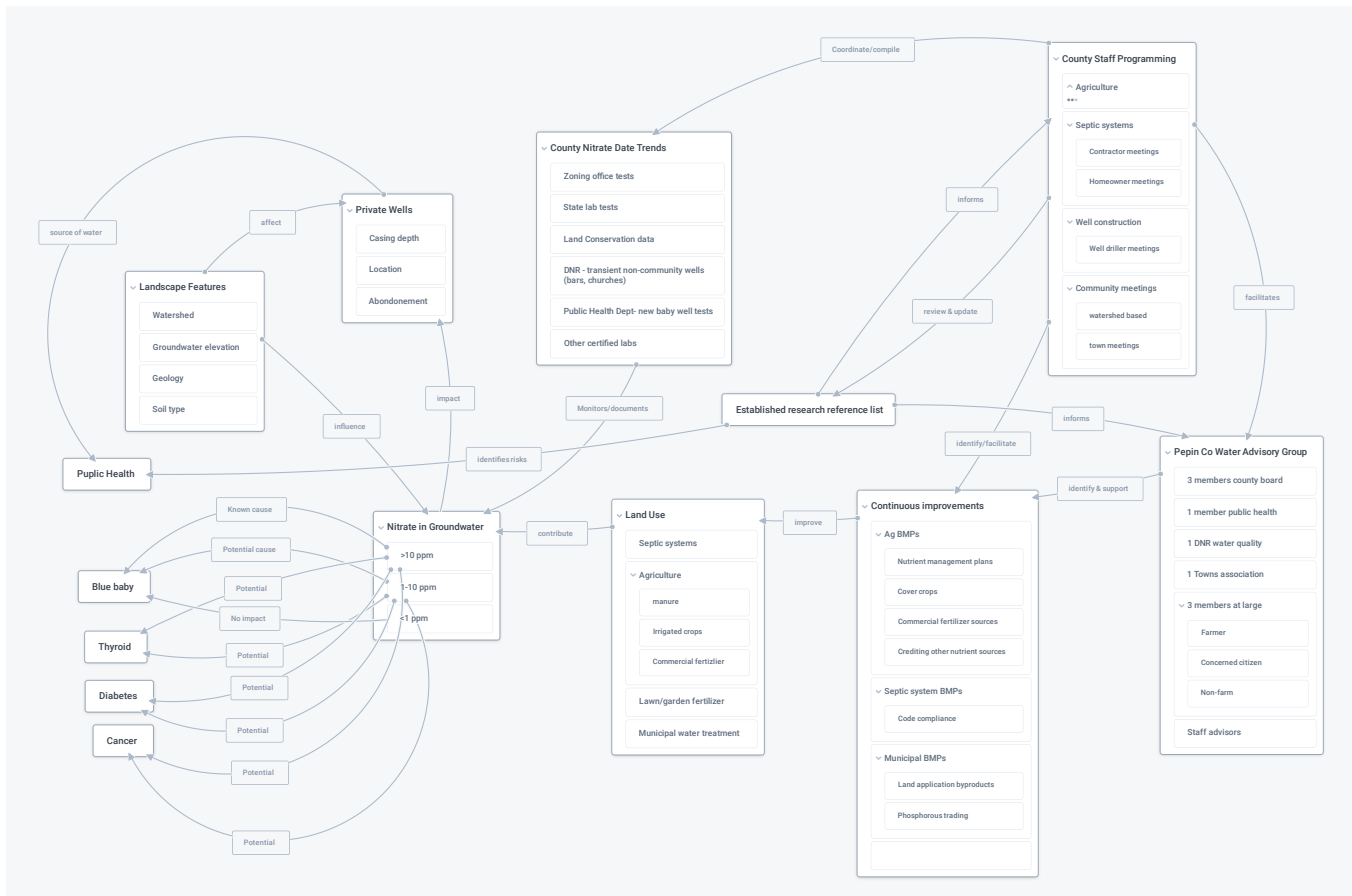 Coordinate/compile
County Staff Programming
Agriculture
Septic systems
Contractor meetings
Homeowner meetings
Well construction
Well driller meetings
Community meetings
watershed based
town meetings
County Nitrate Date Trends
Zoning office tests
State lab tests
Land Conservation data
DNR - transient non-community wells
(bars, churches)
Public Health Dept- new baby well tests
Other certified labs
Private Wells
Casing depth
Location
Abondonement
source of water
affect
Landscape Features
Watershed
Groundwater elevation
Geology
Soil type
informs
review & update
facilitates
impact
Monitors/documents
influence
Established research reference list
informs
identify/facilitate
identifies risks
Puplic Health
Pepin Co Water Advisory Group
3 members county board
1 member public health
1 DNR water quality
1 Towns association
3 members at large
Farmer
Concerned citizen
Non-farm
Staff advisors
identify & support
Continuous improvements
Ag BMPs
Nutrient management plans
Cover crops
Commercial fertilizer sources
Crediting other nutrient sources
Septic system BMPs
Code compliance
Municipal BMPs
Land application byproducts
Phosphorous trading
improve
Land Use
Septic systems
Agriculture
manure
Irrigated crops
Commercial fertizlier
Lawn/garden fertilizer
Municipal water treatment
contribute
Nitrate in Groundwater
>10 ppm
1-10 ppm
<1 ppm
Known cause
Potential cause
Potential
No impact
Potential
Potential
Potential
Potential
Potential
Blue baby
Thyroid
Diabetes
Cancer